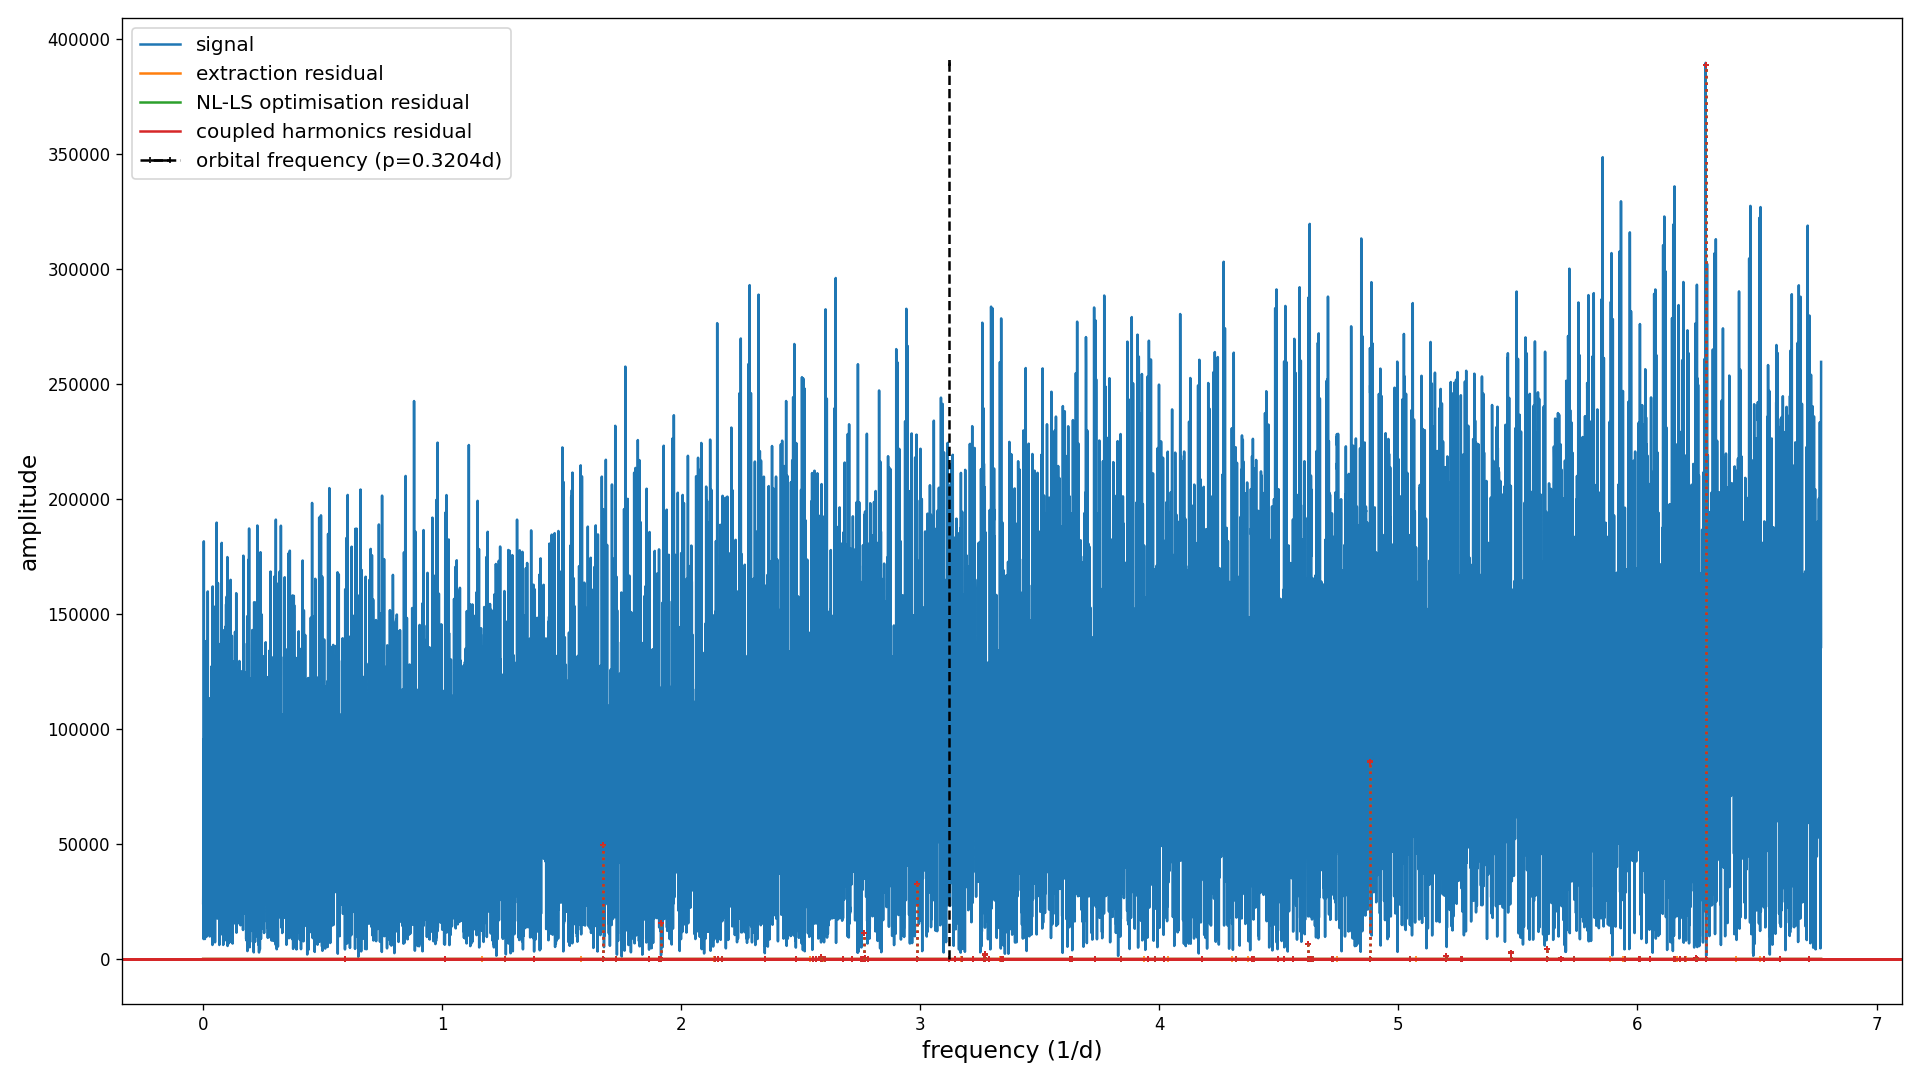 400000
350000
300000
250000
200000
150000
100000
50000
0
amplitude
signal
extraction residual
NL-LS optimisation residual
coupled harmonics residual
orbital frequency (p=0.3204d)
0 1 2 3 4 5 6 7
frequency (1/d)